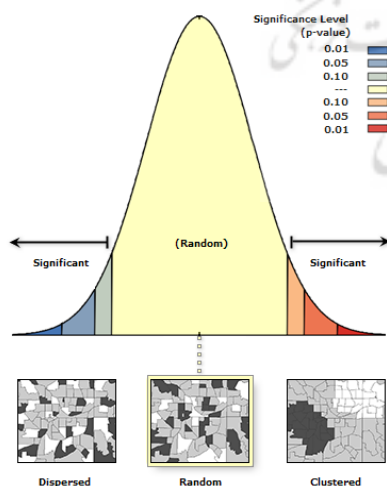 Significance Level
(p-value)
0.01
0.05
0.10
---
0.10
0.05
0.01
(Random)
Significant
Significant
Dispersed
Random
Clustered